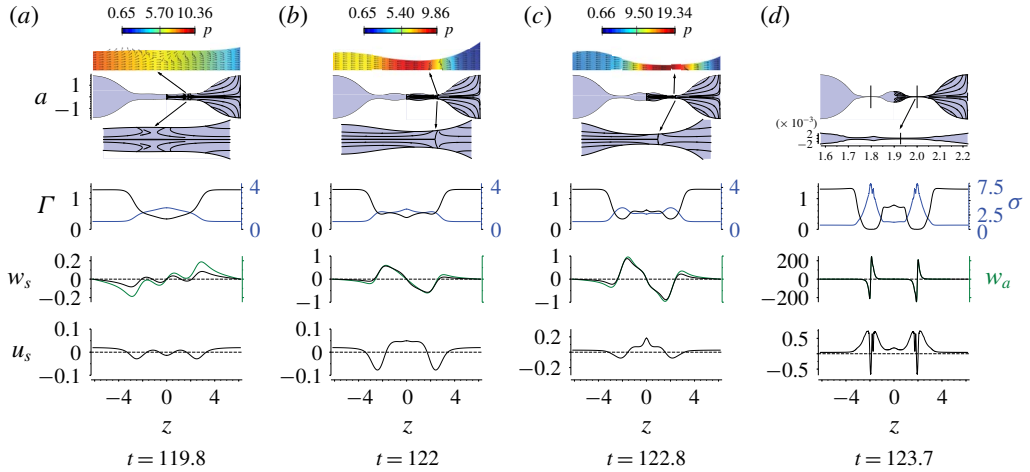 (a) (b) (c) (d)
0.65 5.70 10.36 0.65 5.40 9.86 0.66 9.50 19.34
p p p
a 1
−1
(× 10⁻³)
2
−2
1.6 1.7 1.8 1.9 2.0 2.1 2.2
Γ 1 0 4 0 1 0 4 0 1 0 4 0 1 0 7.5 5.0 2.5 0 σ
w_s 0.2 0 −0.2 1 0 −1 1 0 −1 200 0 −200 w_a
u_s 0.1 0 −0.1 0.1 0 −0.1 0.2 0 −0.2 0.5 0 −0.5
−4 0 4 −4 0 4 −4 0 4 −4 0 4
z z z z
t = 119.8 t = 122 t = 122.8 t = 123.7